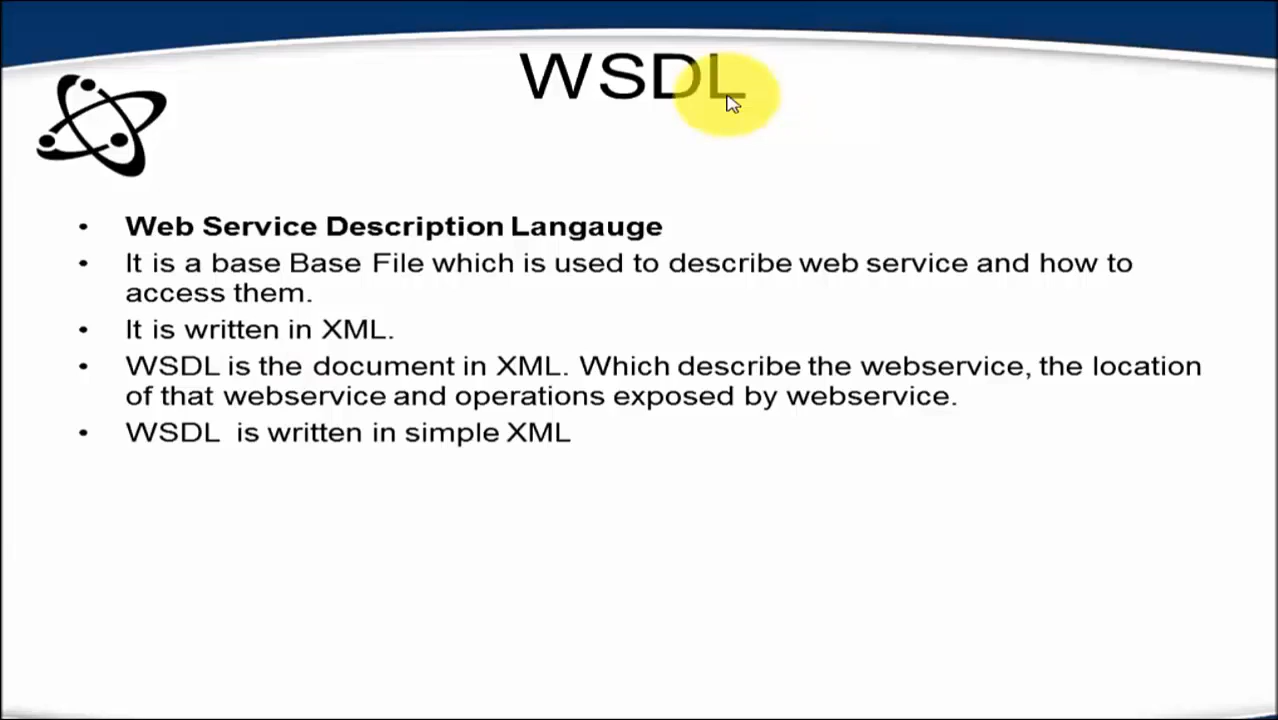 WSDL
• Web Service Description Langauge
• It is a base Base File which is used to describe web service and how to
access them.
• It is written in XML.
• WSDL is the document in XML. Which describe the webservice, the location
of that webservice and operations exposed by webservice.
• WSDL is written in simple XML